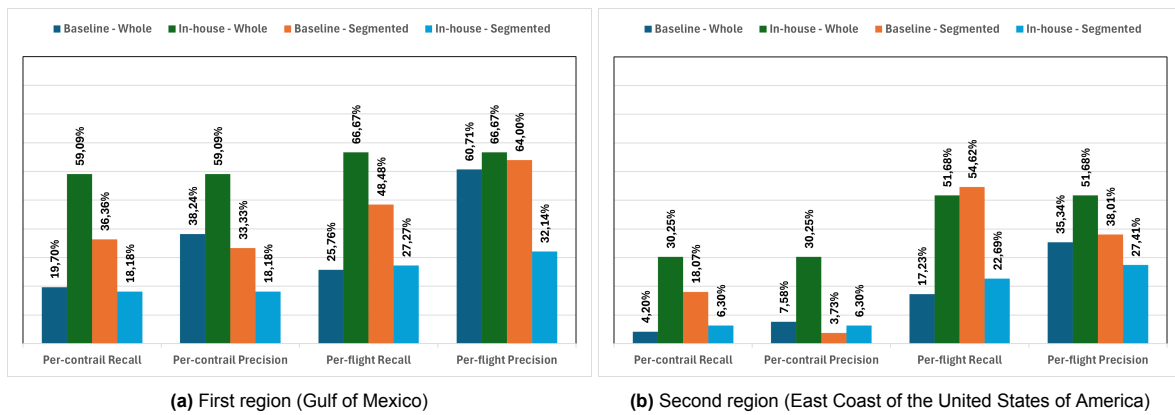 Baseline - Whole In-house - Whole Baseline - Segmented In-house - Segmented
19,70% 59,09% 36,36% 18,18% 38,24% 59,09% 33,33% 18,18% 25,76% 66,67% 48,48% 27,27% 60,71% 66,67% 64,00% 32,14%
Per-contrail Recall Per-contrail Precision Per-flight Recall Per-flight Precision
(a) First region (Gulf of Mexico)
Baseline - Whole In-house - Whole Baseline - Segmented In-house - Segmented
4,20% 30,25% 18,07% 6,30% 7,58% 30,25% 3,73% 6,30% 17,23% 51,68% 54,62% 22,69% 35,34% 51,68% 38,01% 27,41%
Per-contrail Recall Per-contrail Precision Per-flight Recall Per-flight Precision
(b) Second region (East Coast of the United States of America)